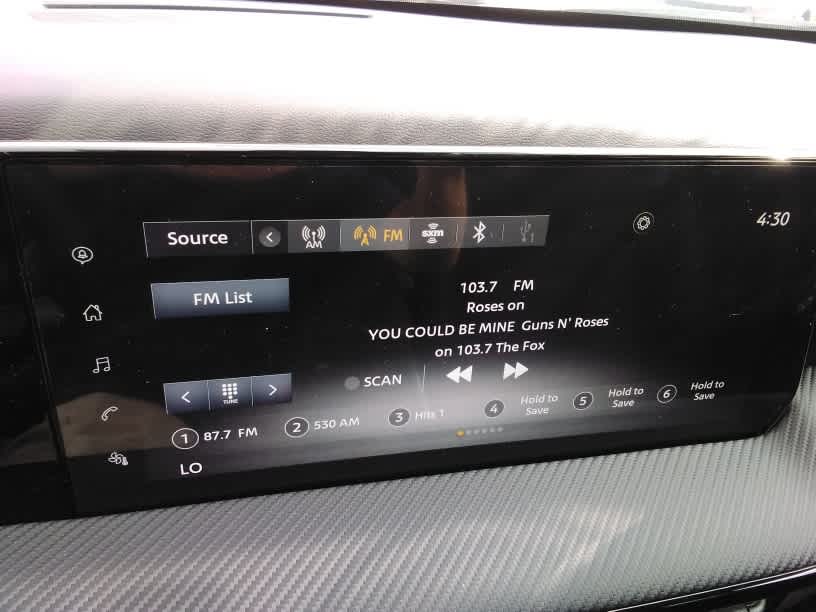 4:30
Source
AM
A FM
sxm
FM List
103.7 FM
Roses on
YOU COULD BE MINE Guns N' Roses
on 103.7 The Fox
TUNE
SCAN
1 87.7 FM
2 530 AM
3 Hits 1
4 Hold to Save
5 Hold to Save
6 Hold to Save
LO